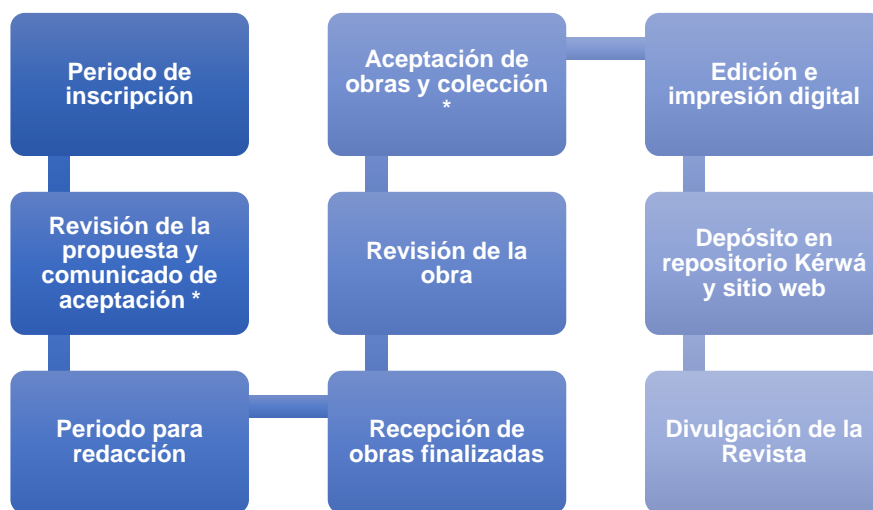 Periodo de
inscripción
Revisión de la
propuesta y
comunicado de
aceptación *
Periodo para
redacción
Recepción de
obras finalizadas
Revisión de la
obra
Aceptación de
obras y colección
*
Edición e
impresión digital
Depósito en
repositorio Kérwá
y sitio web
Divulgación de la
Revista